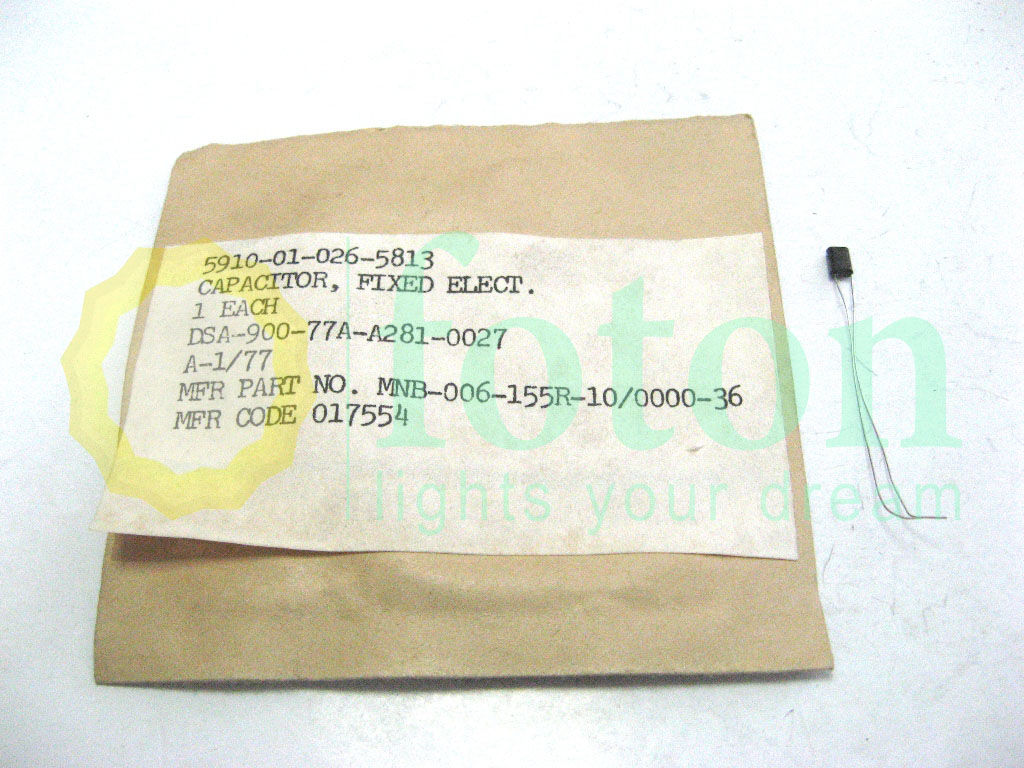 5910-01-026-5813
CAPACITOR, FIXED ELECT.
1 EACH
DSA-900-77A-A281-0027
A-1/77
MFR PART NO. MNB-006-155R-10/0000-36
MFR CODE 017554
foton
lights your dream